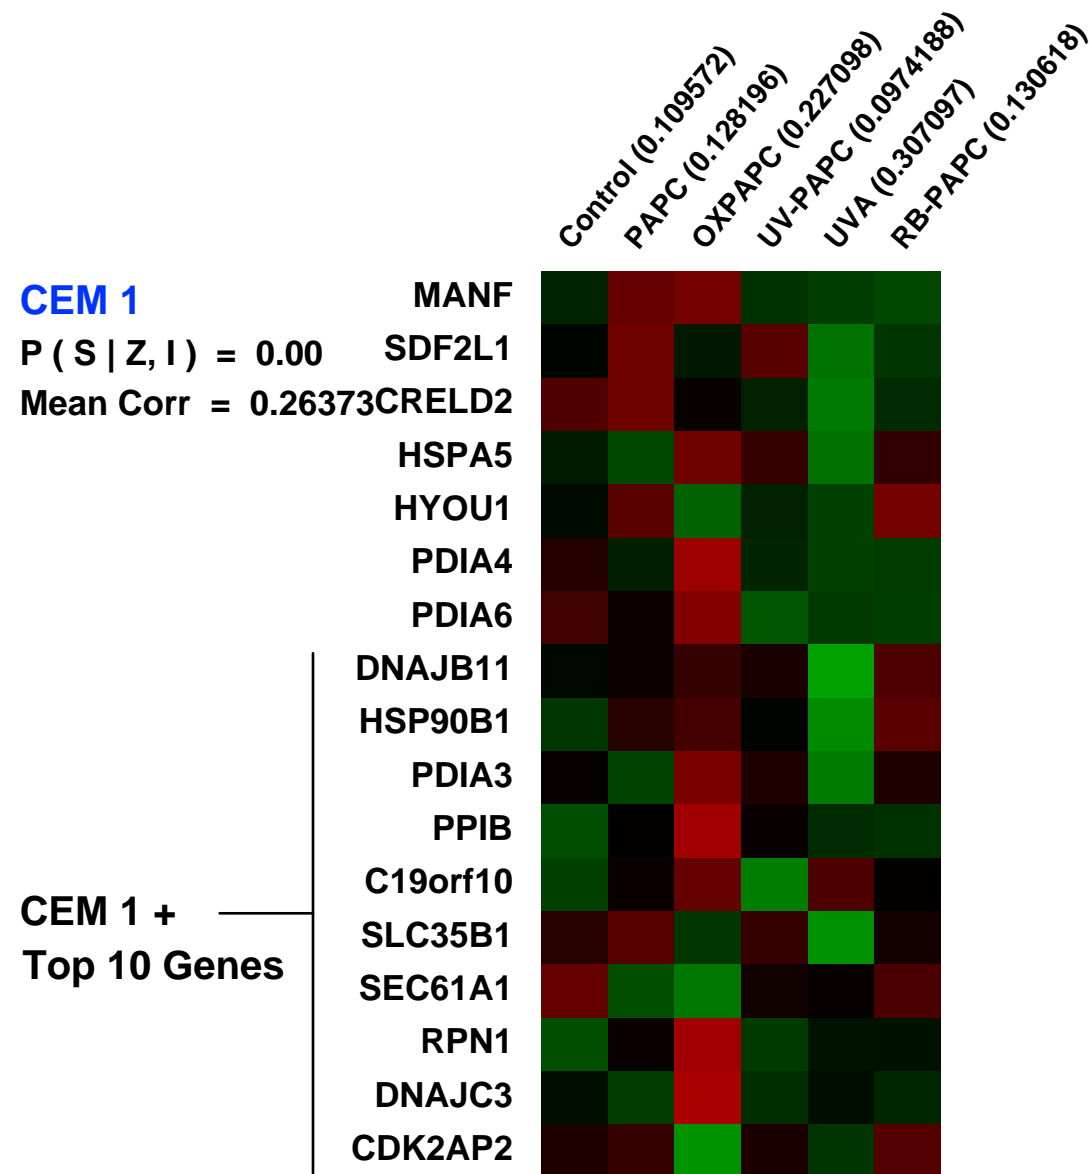 Control (0.109572)
PAPC (0.128196)
OXPAPC (0.227098)
UV-PAPC (0.0974188)
UVA (0.307097)
RB-PAPC (0.130618)
CEM 1
P ( S | Z, I ) = 0.00
Mean Corr = 0.26373
MANF
SDF2L1
CRELD2
HSPA5
HYOU1
PDIA4
PDIA6
DNAJB11
HSP90B1
PDIA3
PPIB
C19orf10
SLC35B1
SEC61A1
RPN1
DNAJC3
CDK2AP2
CEM 1 +
Top 10 Genes